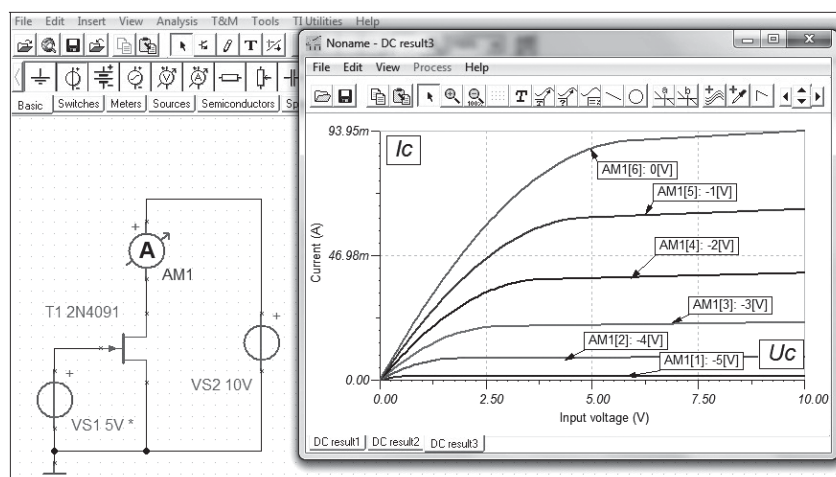 File Edit Insert View Analysis T&M Tools TI Utilities Help
T
Basic Switches Meters Sources Semiconductors
A
+
AM1
T1 2N4091
+
VS2 10V
+
VS1 5V *
Noname - DC result3
File Edit View Process Help
100%
T
a
b
93.95m
Ic
AM1[6]: 0[V]
AM1[5]: -1[V]
46.98m
AM1[4]: -2[V]
AM1[3]: -3[V]
AM1[2]: -4[V]
Uc
AM1[1]: -5[V]
0.00
Current (A)
0.00 2.50 5.00 7.50 10.00
Input voltage (V)
DC result1 DC result2 DC result3